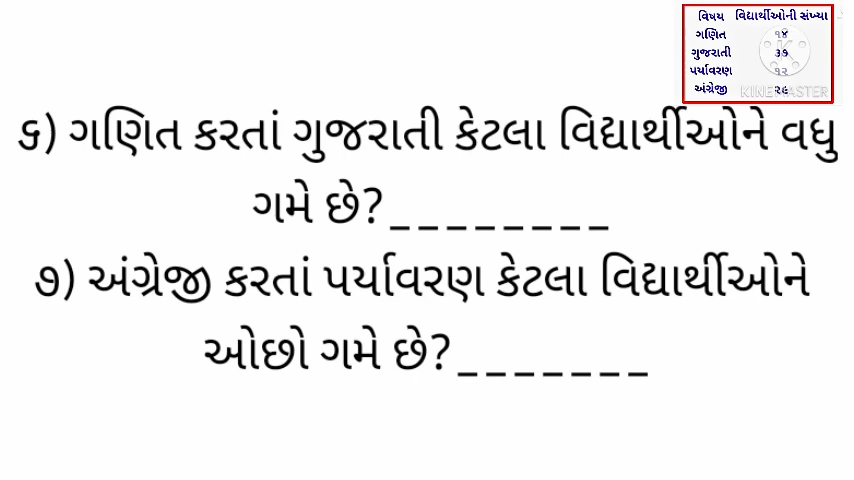 વિષય વિદ્યાર્થીઓની સંખ્યા
ગણિત ૧૪
ગુજરાતી
પર્યાવરણ ૧૨
અંગ્રેજી ૨૯
KINEMASTER
૬) ગણિત કરતાં ગુજરાતી કેટલા વિદ્યાર્થીઓને વધુ
ગમે છે?________
૭) અંગ્રેજી કરતાં પર્યાવરણ કેટલા વિદ્યાર્થીઓને
ઓછો ગમે છે?_______